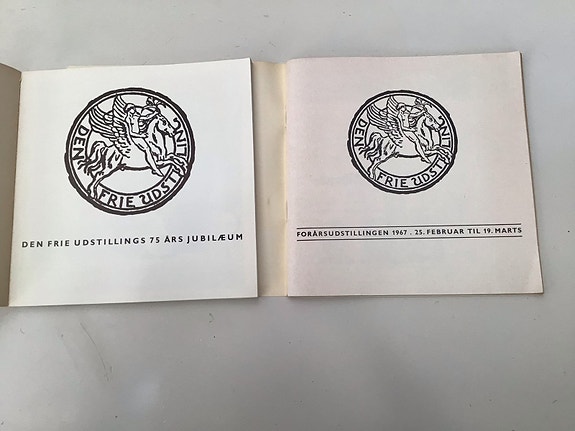 DEN FRIE UDSTILLING
DEN FRIE UDSTILLINGS 75 ÅRS JUBILÆUM
DEN FRIE UDSTILLING
FORÅRSUDSTILLINGEN 1967 . 25. FEBRUAR TIL 19. MARTS